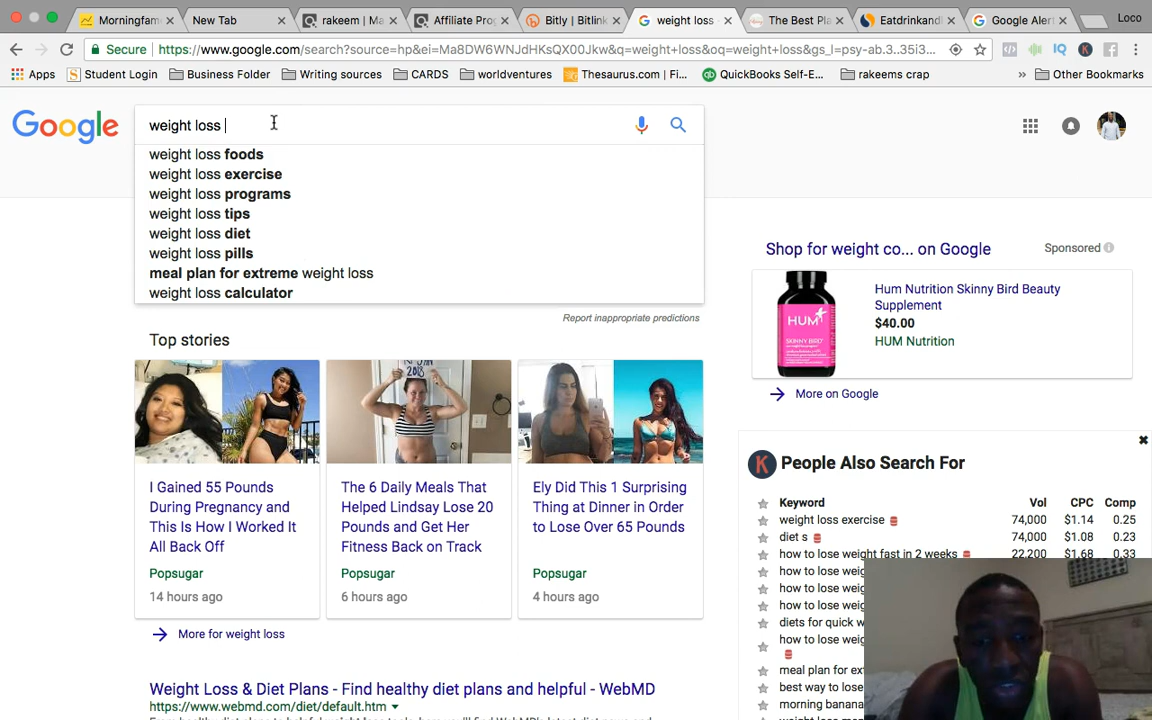 Morningfam
New Tab
rakeem | Ma
Affiliate Pro
Bitly | Bitlink
weight loss
The Best Pla
Eatdrinkand
Google Aler
Loco
Secure https://www.google.com/search?source=hp&ei=Ma8DW6WNJdHKsQX00Jkw&q=weight+loss&oq=weight+loss&gs_l=psy-ab.3..35i3...
Apps
Student Login
Business Folder
Writing sources
CARDS
worldventures
Thesaurus.com | Fi...
QuickBooks Self-E...
rakeems crap
» Other Bookmarks
Google
weight loss
weight loss foods
weight loss exercise
weight loss programs
weight loss tips
weight loss diet
weight loss pills
meal plan for extreme weight loss
weight loss calculator
Report inappropriate predictions
Top stories
I Gained 55 Pounds
During Pregnancy and
This Is How I Worked It
All Back Off
Popsugar
14 hours ago
The 6 Daily Meals That
Helped Lindsay Lose 20
Pounds and Get Her
Fitness Back on Track
Popsugar
6 hours ago
Ely Did This 1 Surprising
Thing at Dinner in Order
to Lose Over 65 Pounds
Popsugar
4 hours ago
More for weight loss
Weight Loss & Diet Plans - Find healthy diet plans and helpful - WebMD
https://www.webmd.com/diet/default.htm
Shop for weight co... on Google
Sponsored
HUM
SKINNY BIRD
Hum Nutrition Skinny Bird Beauty
Supplement
$40.00
HUM Nutrition
More on Google
K People Also Search For
Keyword Vol CPC Comp
weight loss exercise 74,000 $1.14 0.25
diet s 74,000 $1.08 0.23
how to lose weight fast in 2 weeks 22,200 $1.68 0.33
how to lose weig
how to lose weig
how to lose weig
diets for quick w
how to lose weig
meal plan for ex
best way to lose
morning banana